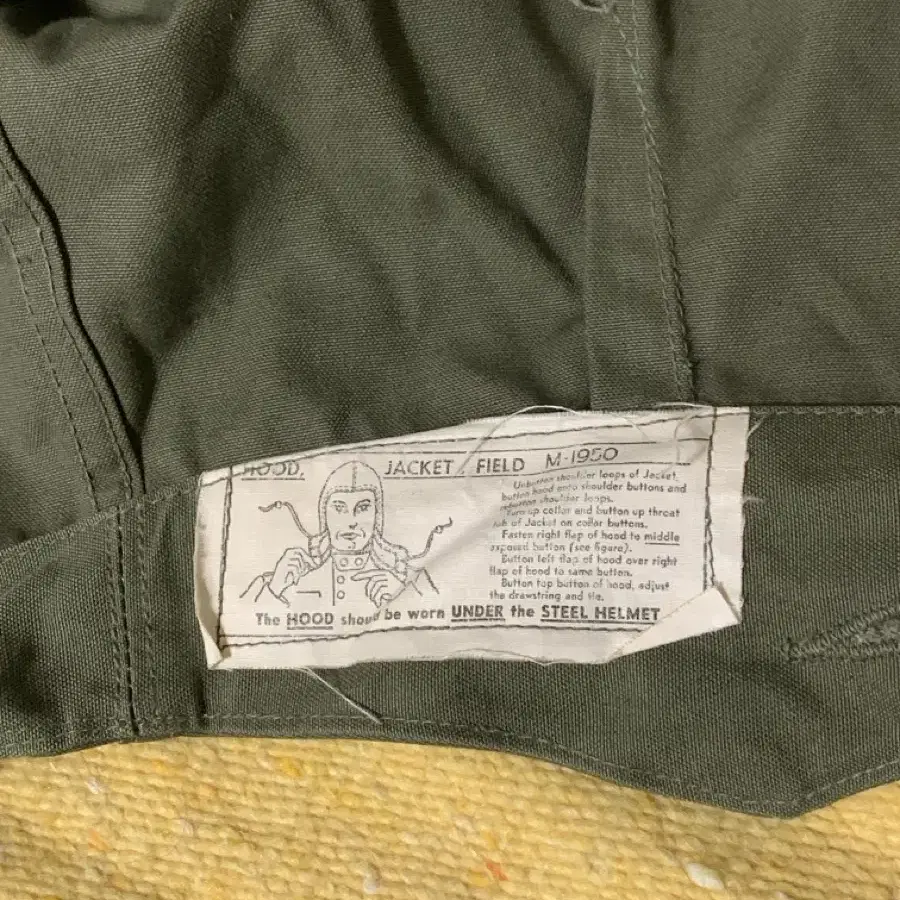 HOOD, JACKET, FIELD M-1950
Unbutton shoulder loops of Jacket,
button hood onto shoulder buttons and
rebutton shoulder loops.
Turn up collar and button up throat
tab of Jacket on collar buttons.
Fasten right flap of hood to middle
exposed button (see figure).
Button left flap of hood over right
flap of hood to same button.
Button top button of hood, adjust
the drawstring and tie.
The HOOD should be worn UNDER the STEEL HELMET